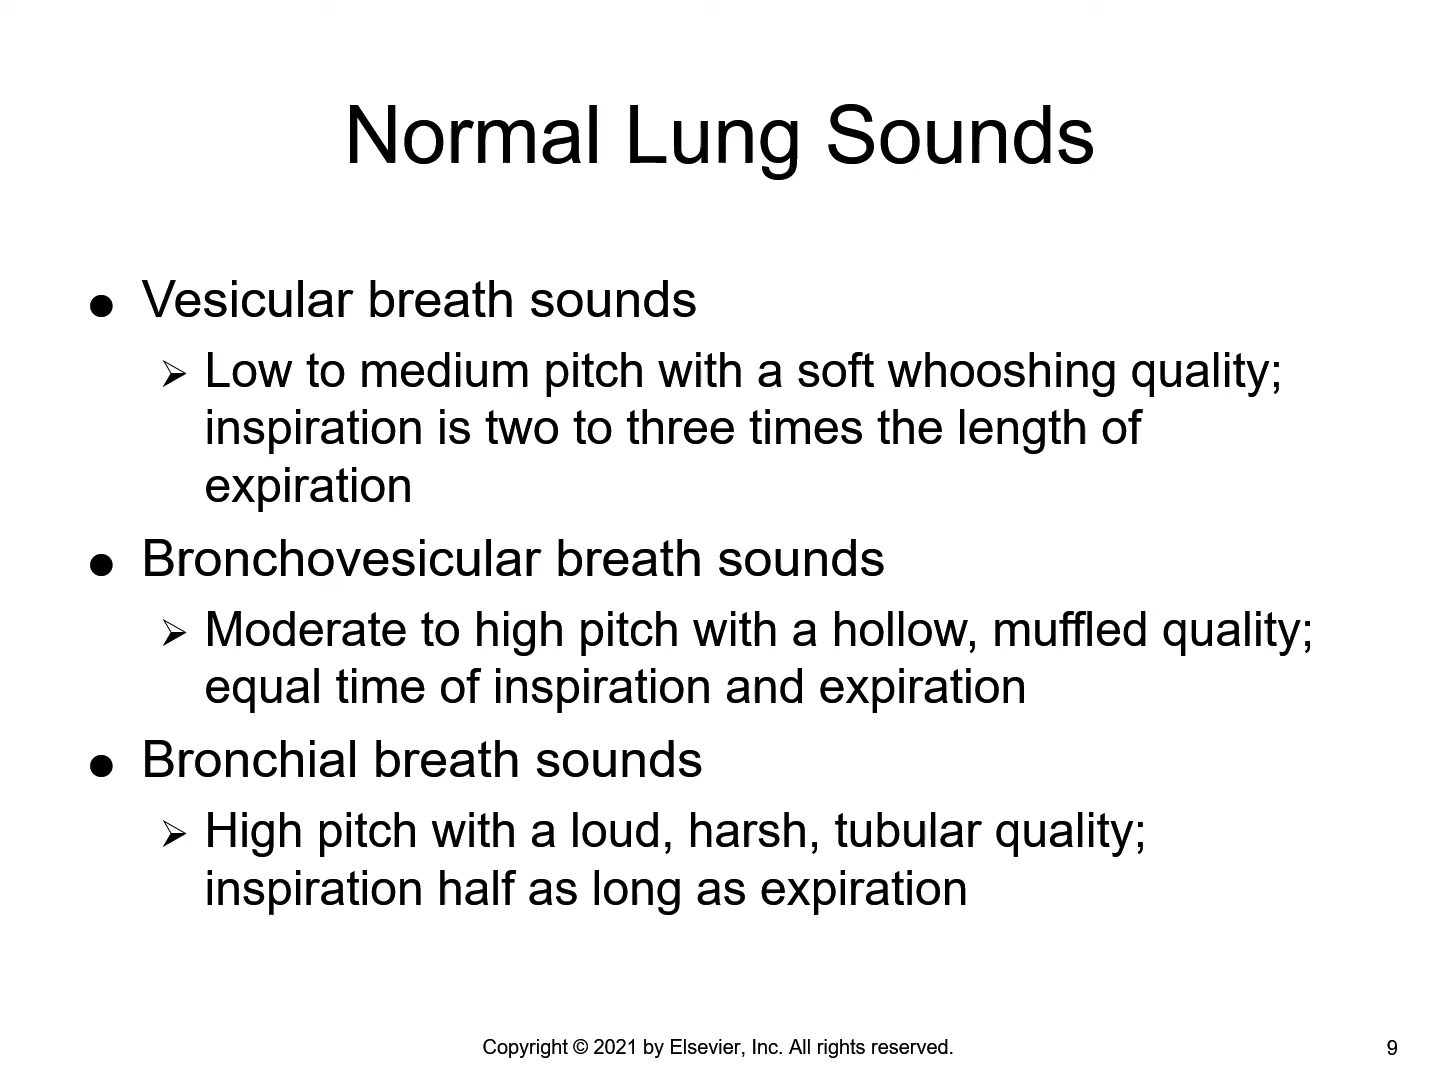 Normal Lung Sounds
● Vesicular breath sounds
➢ Low to medium pitch with a soft whooshing quality;
inspiration is two to three times the length of
expiration
● Bronchovesicular breath sounds
➢ Moderate to high pitch with a hollow, muffled quality;
equal time of inspiration and expiration
● Bronchial breath sounds
➢ High pitch with a loud, harsh, tubular quality;
inspiration half as long as expiration
Copyright © 2021 by Elsevier, Inc. All rights reserved.
9